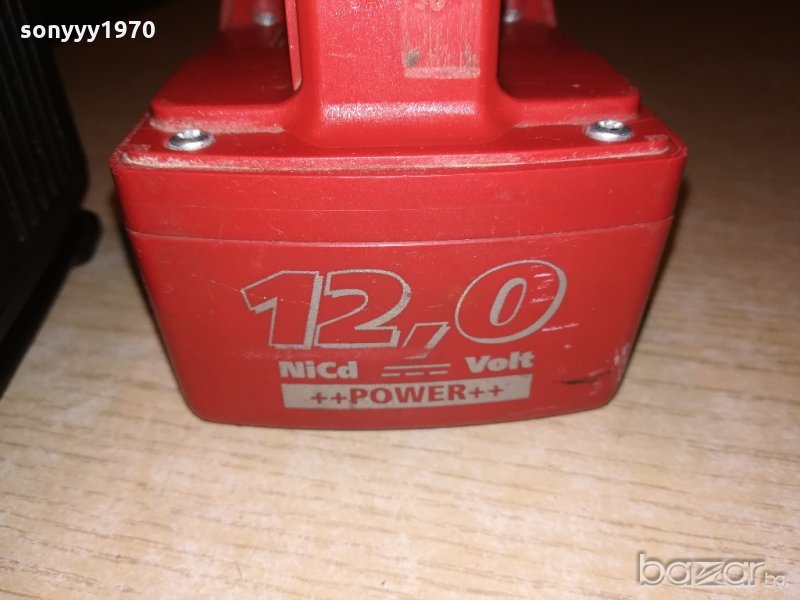 sonyyy1970
12,0
NiCd Volt
++POWER++
bazar.bg